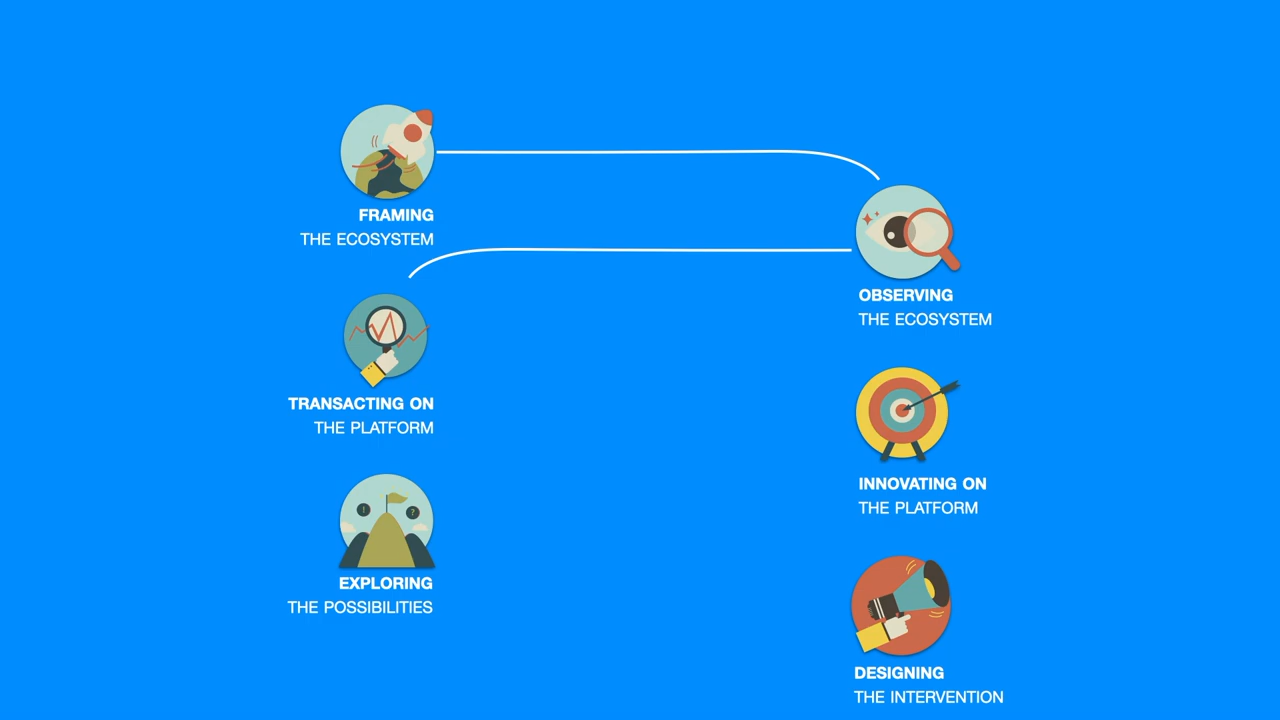 FRAMING
THE ECOSYSTEM
OBSERVING
THE ECOSYSTEM
TRANSACTING ON
THE PLATFORM
INNOVATING ON
THE PLATFORM
! ?
EXPLORING
THE POSSIBILITIES
DESIGNING
THE INTERVENTION